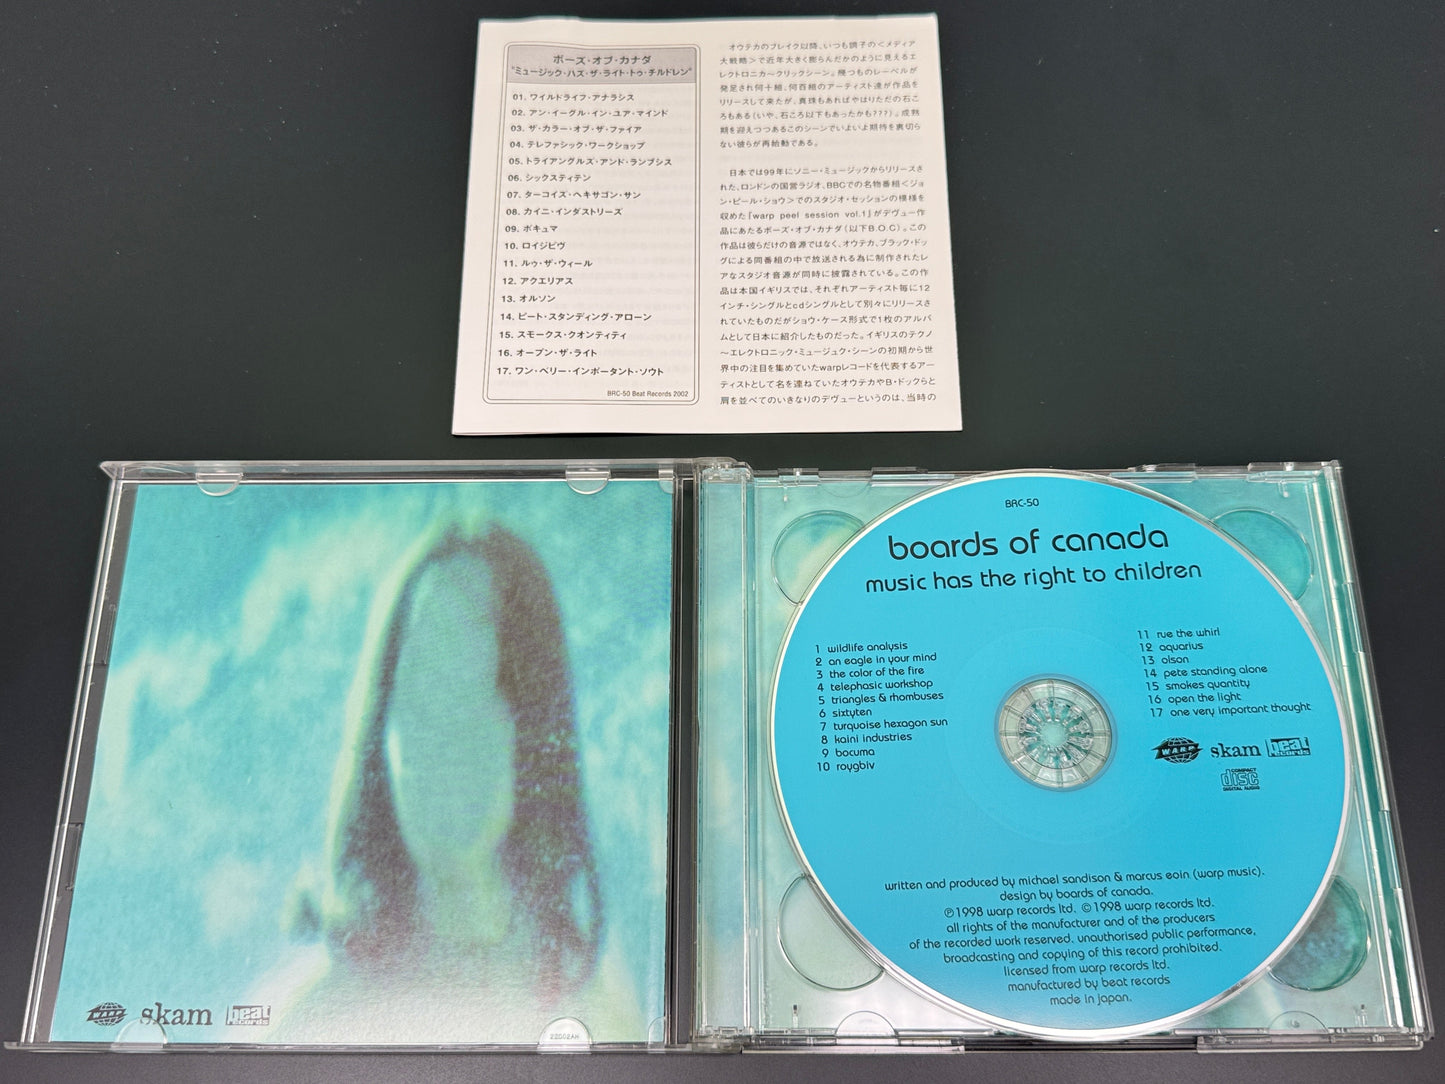 ボーズ・オブ・カナダ
“ミュージック・ハズ・ザ・ライト・トゥ・チルドレン”
01. ワイルドライフ・アナラシス
02. アン・イーグル・イン・ユア・マインド
03. ザ・カラー・オブ・ザ・ファイア
04. テレファシック・ワークショップ
05. トライアングルズ・アンド・ランブシス
06. シックスティテン
07. ターコイズ・ヘキサゴン・サン
08. カイニ・インダストリーズ
09. ボキュマ
10. ロイジビヴ
11. ルゥ・ザ・ウィール
12. アクエリアス
13. オルソン
14. ピート・スタンディング・アローン
15. スモークス・クオンティティ
16. オープン・ザ・ライト
17. ワン・ベリー・インポータント・ソウト
BRC-50 Beat Records 2002
オウテカのブレイク以降、いつも調子の＜メディア
大戦略＞で近年大きく膨らんだかのように見えるエ
レクトロニカ〜クリックシーン。幾つものレーベルが
発足され何十組、何百組のアーティスト達が作品を
リリースして来たが、真珠もあればやはりただの石こ
ろもある（いや、石ころ以下もあったかも???）。成熟
期を迎えつつあるこのシーンでいよいよ期待を裏切ら
ない彼らが再始動である。
日本では99年にソニー・ミュージックからリリースさ
れた、ロンドンの国営ラジオ、BBCでの名物番組＜ジョ
ン・ピール・ショウ＞でのスタジオ・セッションの模様を
収めた『warp peel session vol.1』がデヴュー作
品にあたるボーズ・オブ・カナダ（以下B.O.C）。この
作品は彼らだけの音源ではなく、オウテカ、ブラック・ドッ
グによる同番組の中で放送される為に制作されたレ
アなスタジオ音源が同時に披露されている。この作
品は本国イギリスでは、それぞれアーティスト毎に12
インチ・シングルとcdシングルとして別々にリリースさ
れていたものだがショウ・ケース形式で1枚のアルバ
ムとして日本に紹介したものだった。イギリスのテクノ
〜エレクトロニック・ミュージュク・シーンの初期から世
界中の注目を集めていたwarpレコードを代表するアー
ティストとして名を連ねていたオウテカやB・ドックらと
肩を並べてのいきなりのデヴューというのは、当時の
WARP
skam
beat
records
22002AH
BRC-50
boards of canada
music has the right to children
1 wildlife analysis
2 an eagle in your mind
3 the color of the fire
4 telephasic workshop
5 triangles & rhombuses
6 sixtyten
7 turquoise hexagon sun
8 kaini industries
9 bocuma
10 roygbiv
11 rue the whirl
12 aquarius
13 olson
14 pete standing alone
15 smokes quantity
16 open the light
17 one very important thought
WARP
skam
beat
records
COMPACT
disc
DIGITAL AUDIO
written and produced by michael sandison & marcus eoin (warp music).
design by boards of canada.
℗1998 warp records ltd. ©1998 warp records ltd.
all rights of the manufacturer and of the producers
of the recorded work reserved. unauthorised public performance,
broadcasting and copying of this record prohibited.
licensed from warp records ltd.
manufactured by beat records
made in japan.